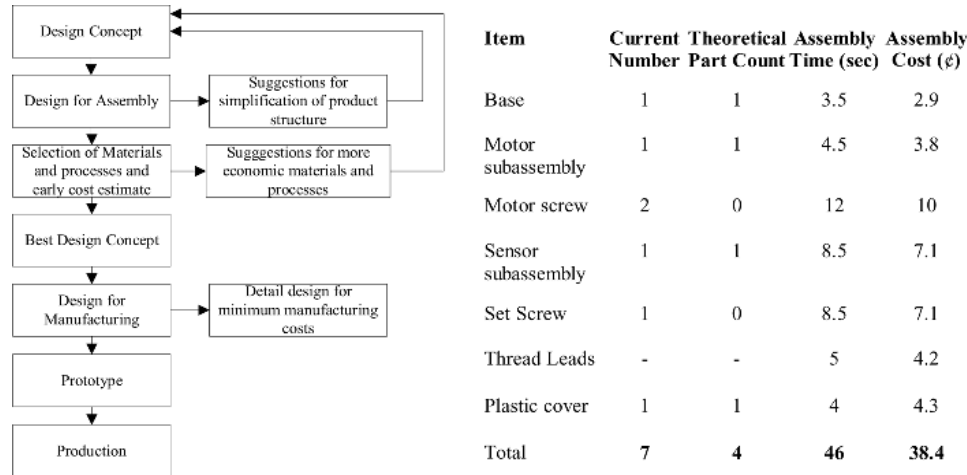 Design Concept
Design for Assembly
Suggestions for
simplification of product
structure
Selection of Materials
and processes and
early cost estimate
Sugggestions for more
economic materials and
processes
Best Design Concept
Design for
Manufacturing
Detail design for
minimum manufacturing
costs
Prototype
Production
Item Current Theoretical Assembly Assembly
Number Part Count Time (sec) Cost (¢)
Base 1 1 3.5 2.9
Motor 1 1 4.5 3.8
subassembly
Motor screw 2 0 12 10
Sensor 1 1 8.5 7.1
subassembly
Set Screw 1 0 8.5 7.1
Thread Leads - - 5 4.2
Plastic cover 1 1 4 4.3
Total 7 4 46 38.4